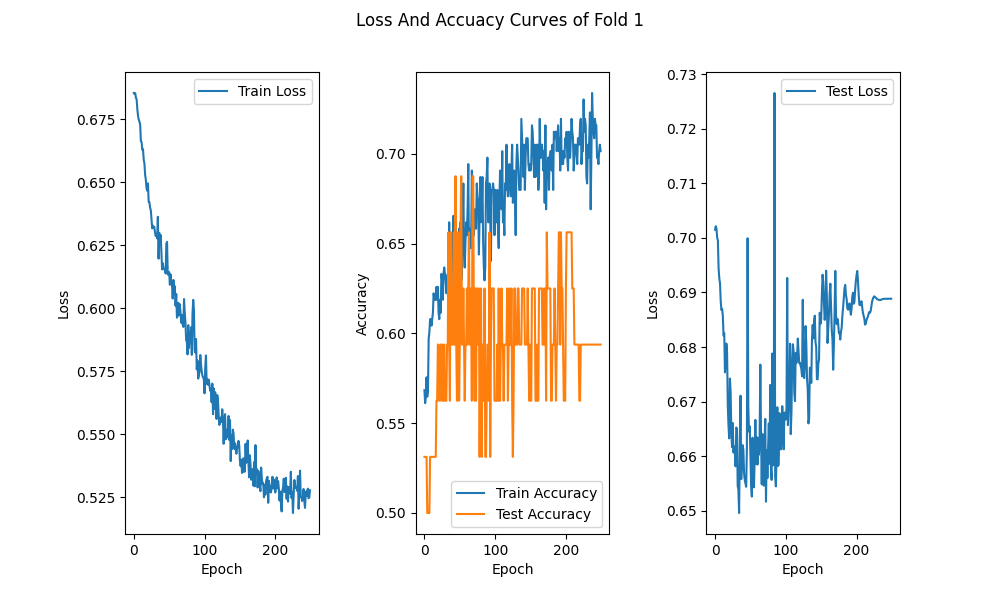 Loss And Accuacy Curves of Fold 1
Train Loss
0.675
0.650
0.625
0.600
0.575
0.550
0.525
Loss
0 100 200
Epoch
0.70
0.65
0.60
0.55
0.50
Accuracy
Train Accuracy
Test Accuracy
0 100 200
Epoch
Test Loss
0.73
0.72
0.71
0.70
0.69
0.68
0.67
0.66
0.65
Loss
0 100 200
Epoch